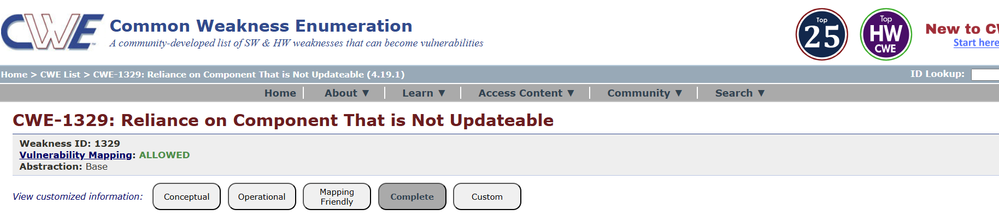 CWE
Common Weakness Enumeration
A community-developed list of SW & HW weaknesses that can become vulnerabilities
Top
25
Top
HW
CWE
New to
Start here
Home > CWE List > CWE-1329: Reliance on Component That is Not Updateable (4.19.1)
ID Lookup:
Home
About ▼
Learn ▼
Access Content ▼
Community ▼
Search ▼
CWE-1329: Reliance on Component That is Not Updateable
Weakness ID: 1329
Vulnerability Mapping: ALLOWED
Abstraction: Base
View customized information:
Conceptual
Operational
Mapping
Friendly
Complete
Custom